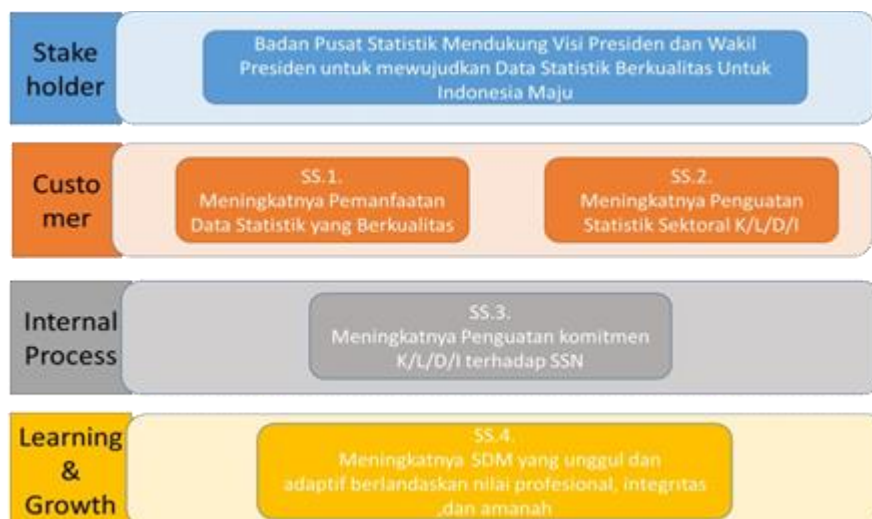 Stake
holder
Badan Pusat Statistik Mendukung Visi Presiden dan Wakil
Presiden untuk mewujudkan Data Statistik Berkualitas Untuk
Indonesia Maju
Custo
mer
SS.1.
Meningkatnya Pemanfaatan
Data Statistik yang Berkualitas
SS.2.
Meningkatnya Penguatan
Statistik Sektoral K/L/D/I
Internal
Process
SS.3.
Meningkatnya Penguatan komitmen
K/L/D/I terhadap SSN
Learning
&
Growth
SS.4.
Meningkatnya SDM yang unggul dan
adaptif berlandaskan nilai profesional, integritas
,dan amanah